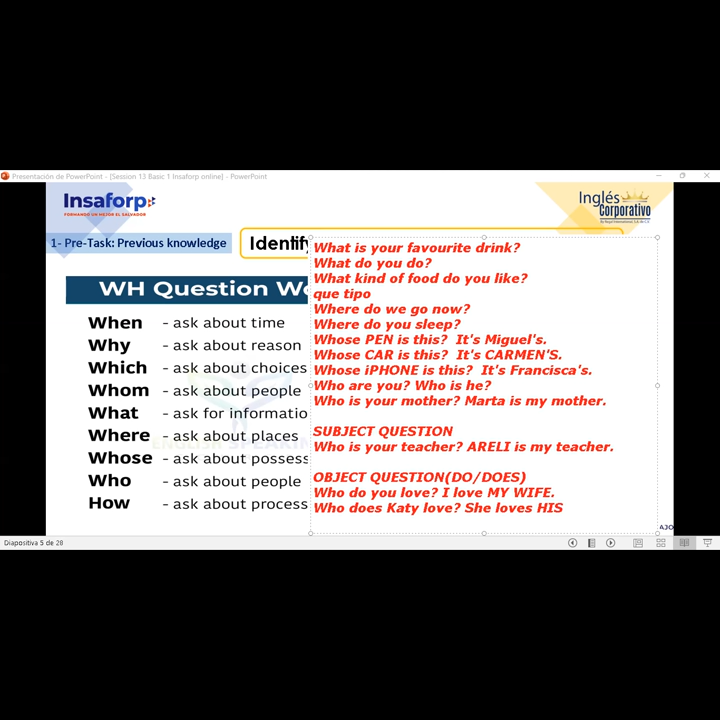 Presentación de PowerPoint - [Session 13 Basic 1 Insaforp online] - PowerPoint
Insaforp
FORMANDO UN MEJOR EL SALVADOR
Inglés
Corporativo
1- Pre-Task: Previous knowledge
Identify
WH Question Wo
When - ask about time
Why - ask about reason
Which - ask about choices
Whom - ask about people
What - ask for informatio
Where - ask about places
Whose - ask about possess
Who - ask about people
How - ask about process
What is your favourite drink?
What do you do?
What kind of food do you like?
que tipo
Where do we go now?
Where do you sleep?
Whose PEN is this? It's Miguel's.
Whose CAR is this? It's CARMEN'S.
Whose iPHONE is this? It's Francisca's.
Who are you? Who is he?
Who is your mother? Marta is my mother.
SUBJECT QUESTION
Who is your teacher? ARELI is my teacher.
OBJECT QUESTION(DO/DOES)
Who do you love? I love MY WIFE.
Who does Katy love? She loves HIS
AJO
Diapositiva 5 de 28